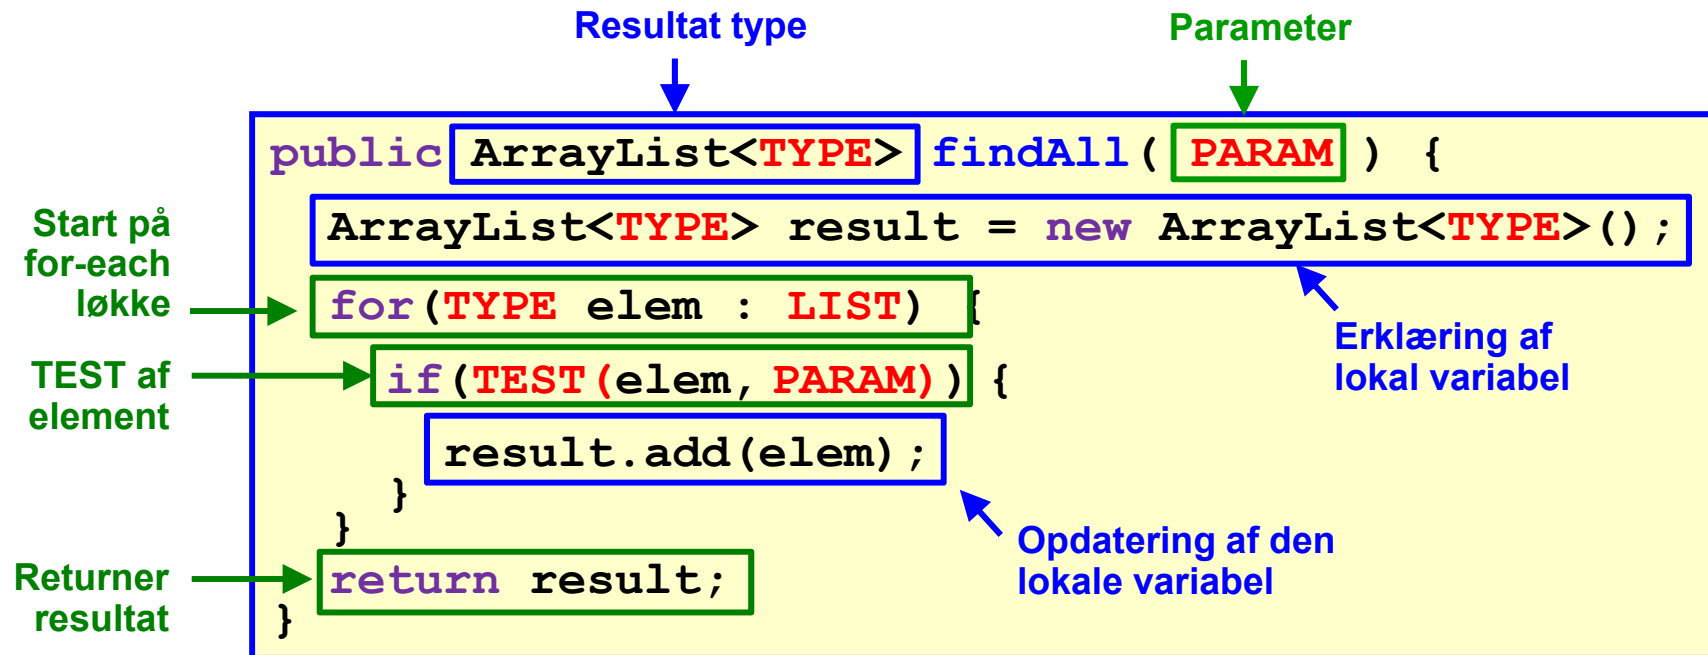 Resultat type
Parameter
public ArrayList<TYPE> findAll( PARAM ) {
Start på
for-each
løkke
ArrayList<TYPE> result = new ArrayList<TYPE>();
for(TYPE elem : LIST) {
Erklæring af
lokal variabel
TEST af
element
if(TEST(elem, PARAM)) {
result.add(elem);
}
}
Opdatering af den
lokale variabel
Returner
resultat
return result;
}